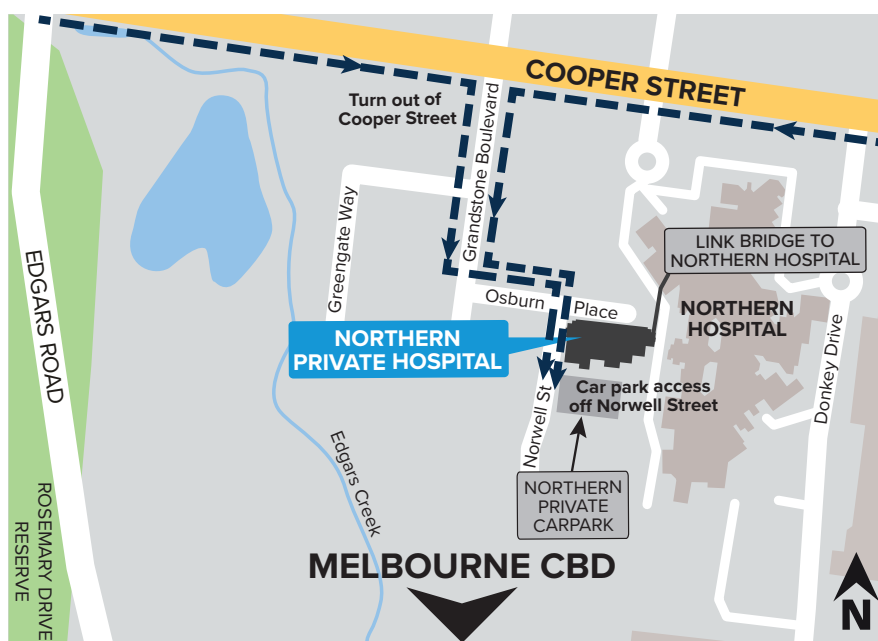 COOPER STREET
Turn out of
Cooper Street
Grandstone Boulevard
Greengate Way
LINK BRIDGE TO
NORTHERN HOSPITAL
EDGARS ROAD
Osburn Place
NORTHERN
HOSPITAL
NORTHERN
PRIVATE HOSPITAL
Donkey Drive
Car park access
off Norwell Street
Norwell St
Edgars Creek
NORTHERN
PRIVATE
CARPARK
ROSEMARY DRIVE
RESERVE
MELBOURNE CBD
N